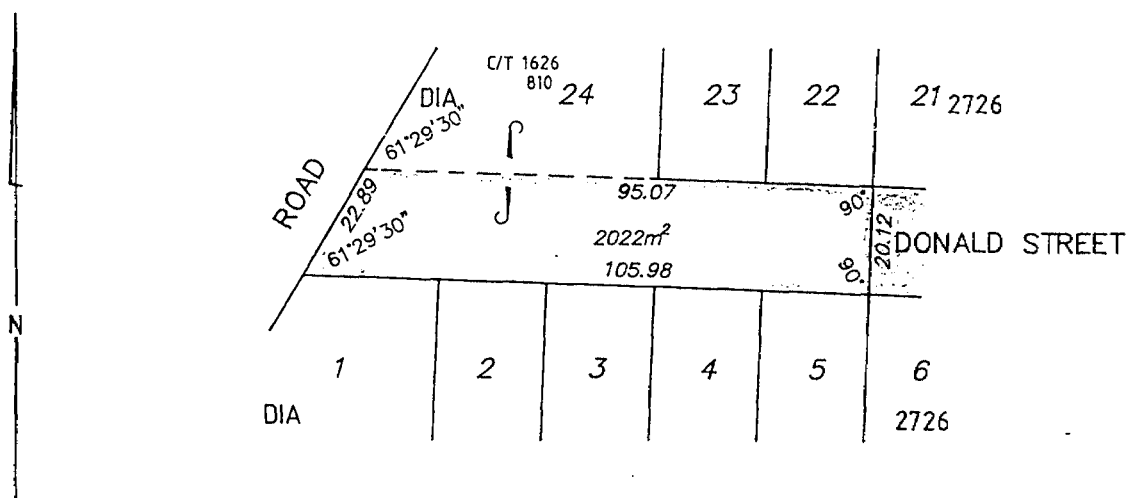 C/T 1626
810
24
23
22
21 2726
DIA
61°29'30"
ROAD
22.89
95.07
90°
61°29'30"
2022m²
20.12
DONALD STREET
105.98
90°
N
1
2
3
4
5
6
DIA
2726